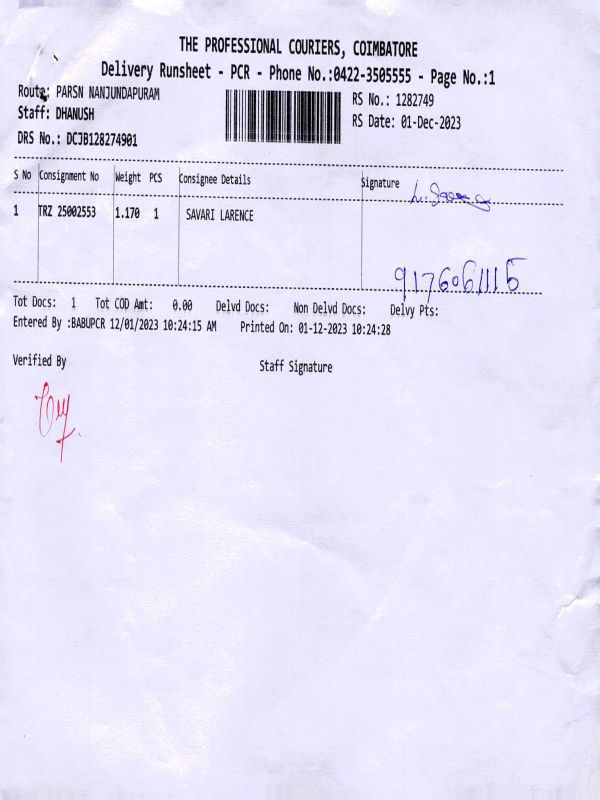 THE PROFESSIONAL COURIERS, COIMBATORE
Delivery Runsheet - PCR - Phone No.:0422-3505555 - Page No.:1
Route: PARSN NANJUNDAPURAM
RS No.: 1282749
Staff: DHANUSH
RS Date: 01-Dec-2023
DRS No.: DCJB128274901
S No Consignment No Weight PCS Consignee Details Signature
1 TRZ 25002553 1.170 1 SAVARI LARENCE
9176061115
Tot Docs: 1 Tot COD Amt: 0.00 Delvd Docs: Non Delvd Docs: Delvy Pts:
Entered By :BABUPCR 12/01/2023 10:24:15 AM Printed On: 01-12-2023 10:24:28
Verified By Staff Signature